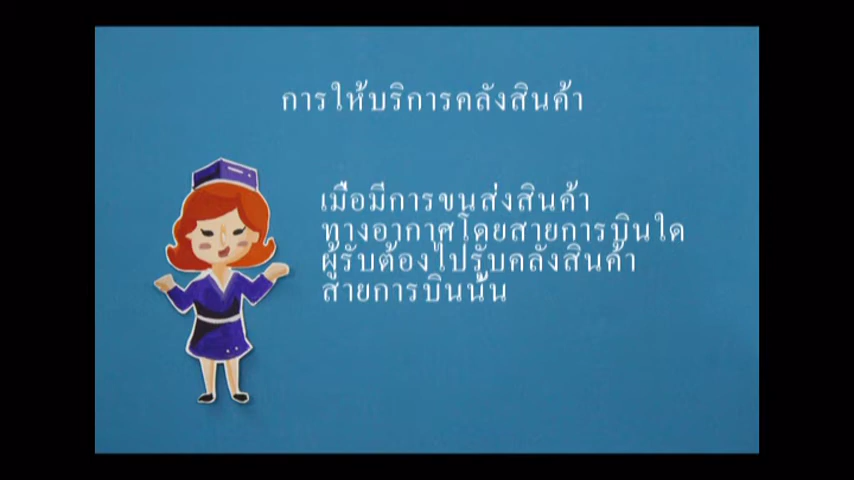 การให้บริการคลังสินค้า
เมื่อมีการขนส่งสินค้า
ทางอากาศโดยสายการบินใด
ผู้รับต้องไปรับคลังสินค้า
สายการบินนั้น